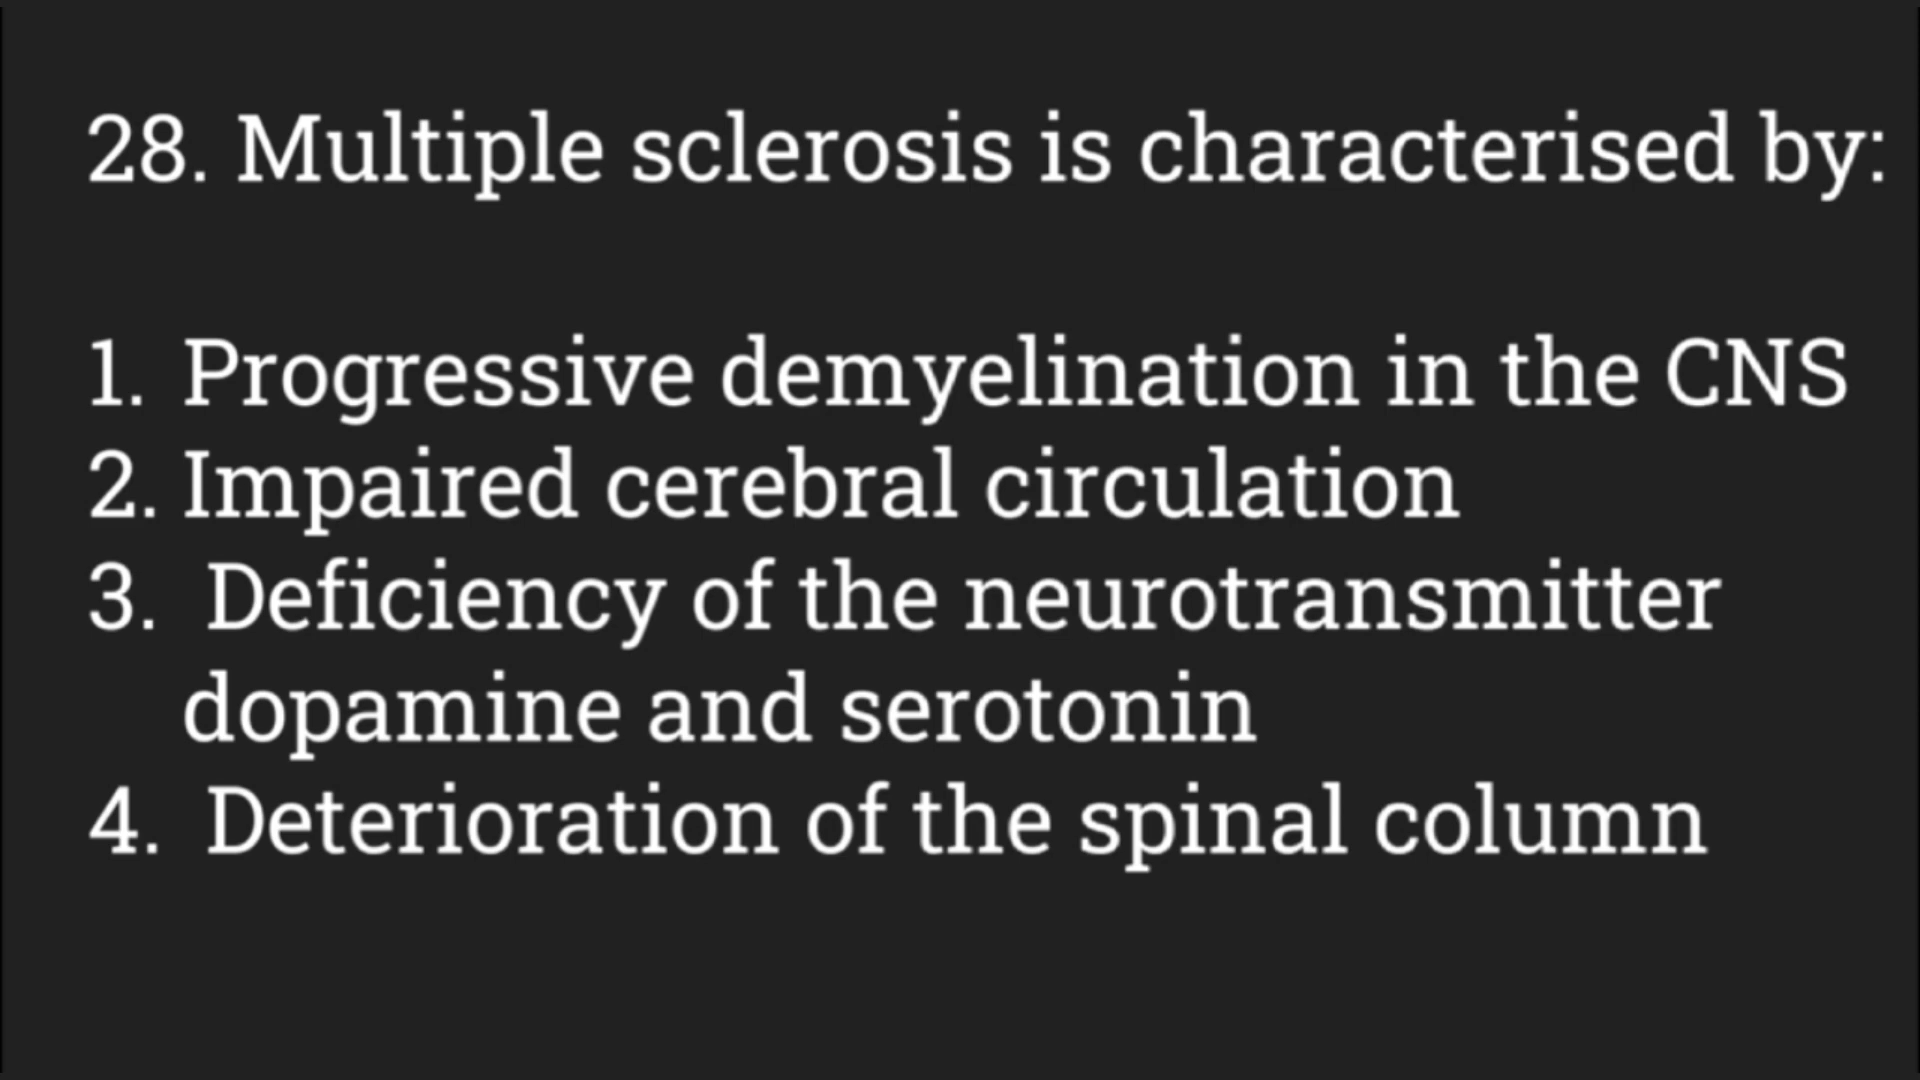 28. Multiple sclerosis is characterised by:
1. Progressive demyelination in the CNS
2. Impaired cerebral circulation
3. Deficiency of the neurotransmitter
dopamine and serotonin
4. Deterioration of the spinal column